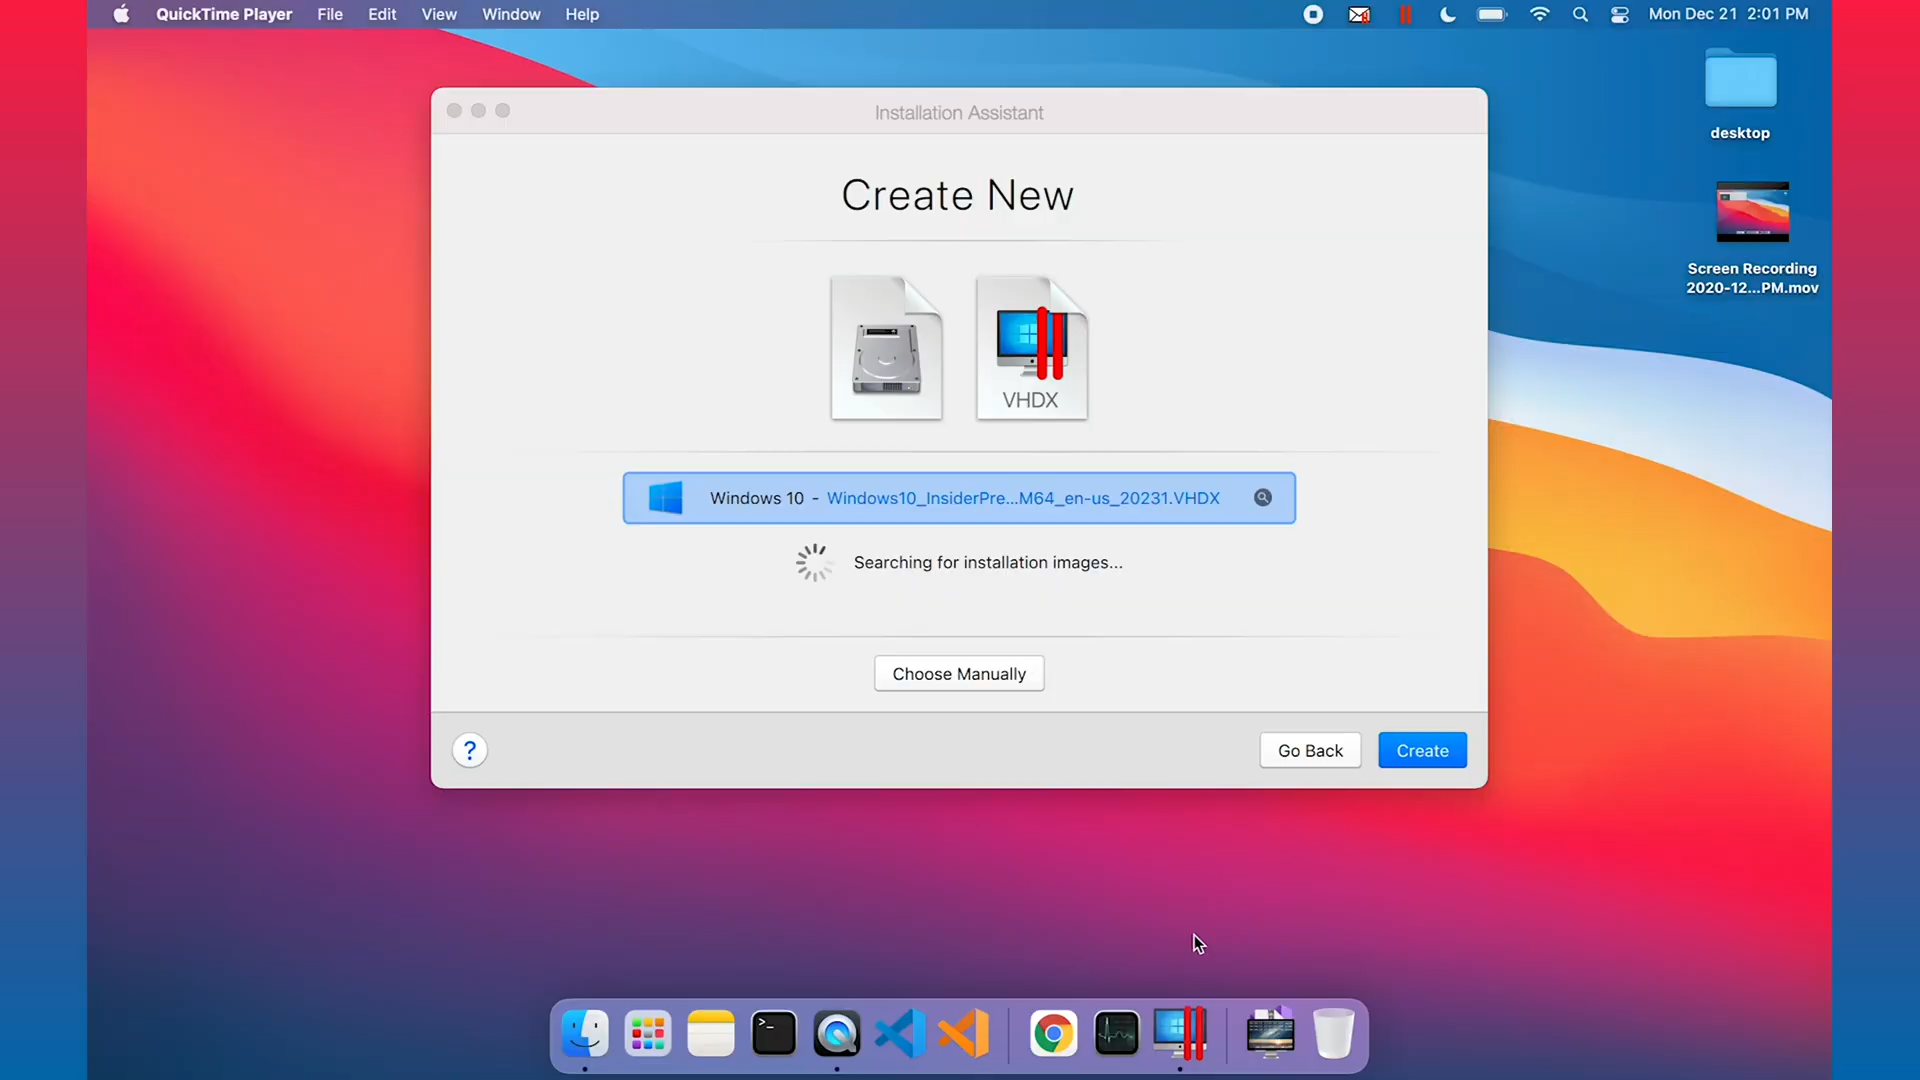 QuickTime Player File Edit View Window Help Mon Dec 21 2:01 PM
desktop
Screen Recording
2020-12...PM.mov
Installation Assistant
Create New
VHDX
Windows 10 - Windows10_InsiderPre...M64_en-us_20231.VHDX
Searching for installation images...
Choose Manually
? Go Back Create
>_